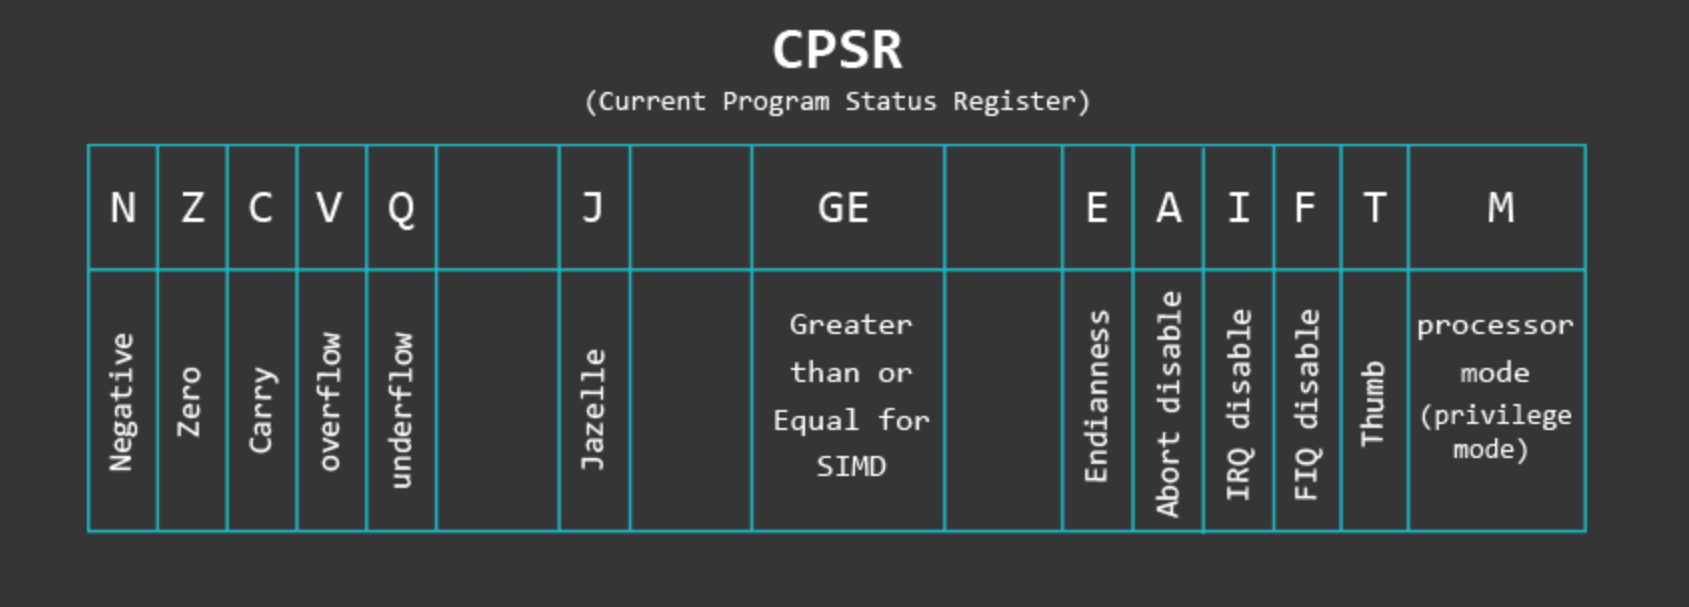 CPSR
(Current Program Status Register)
N Z C V Q J GE E A I F T M
Negative
Zero
Carry
overflow
underflow
Jazelle
Greater
than or
Equal for
SIMD
Endianness
Abort disable
IRQ disable
FIQ disable
Thumb
processor
mode
(privilege
mode)